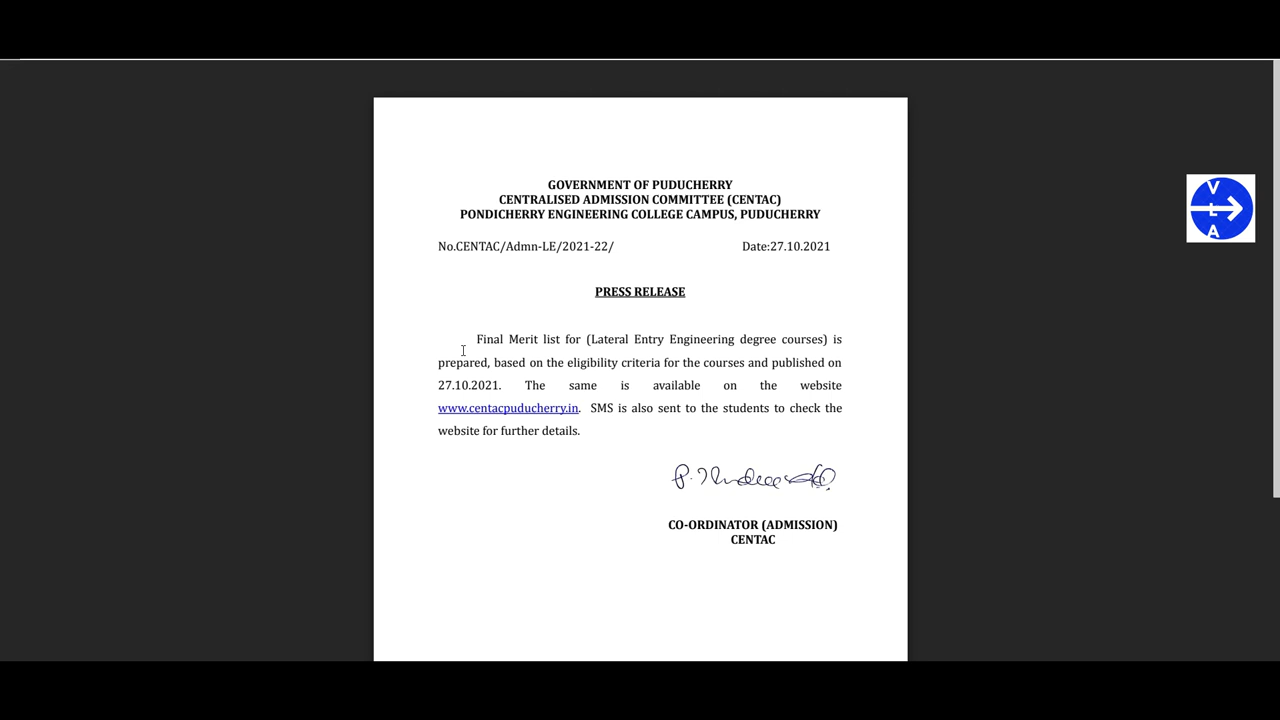 GOVERNMENT OF PUDUCHERRY
CENTRALISED ADMISSION COMMITTEE (CENTAC)
PONDICHERRY ENGINEERING COLLEGE CAMPUS, PUDUCHERRY
No.CENTAC/Admn-LE/2021-22/ Date:27.10.2021
PRESS RELEASE
Final Merit list for (Lateral Entry Engineering degree courses) is
prepared, based on the eligibility criteria for the courses and published on
27.10.2021. The same is available on the website
www.centacpuducherry.in. SMS is also sent to the students to check the
website for further details.
CO-ORDINATOR (ADMISSION)
CENTAC
V
L
A